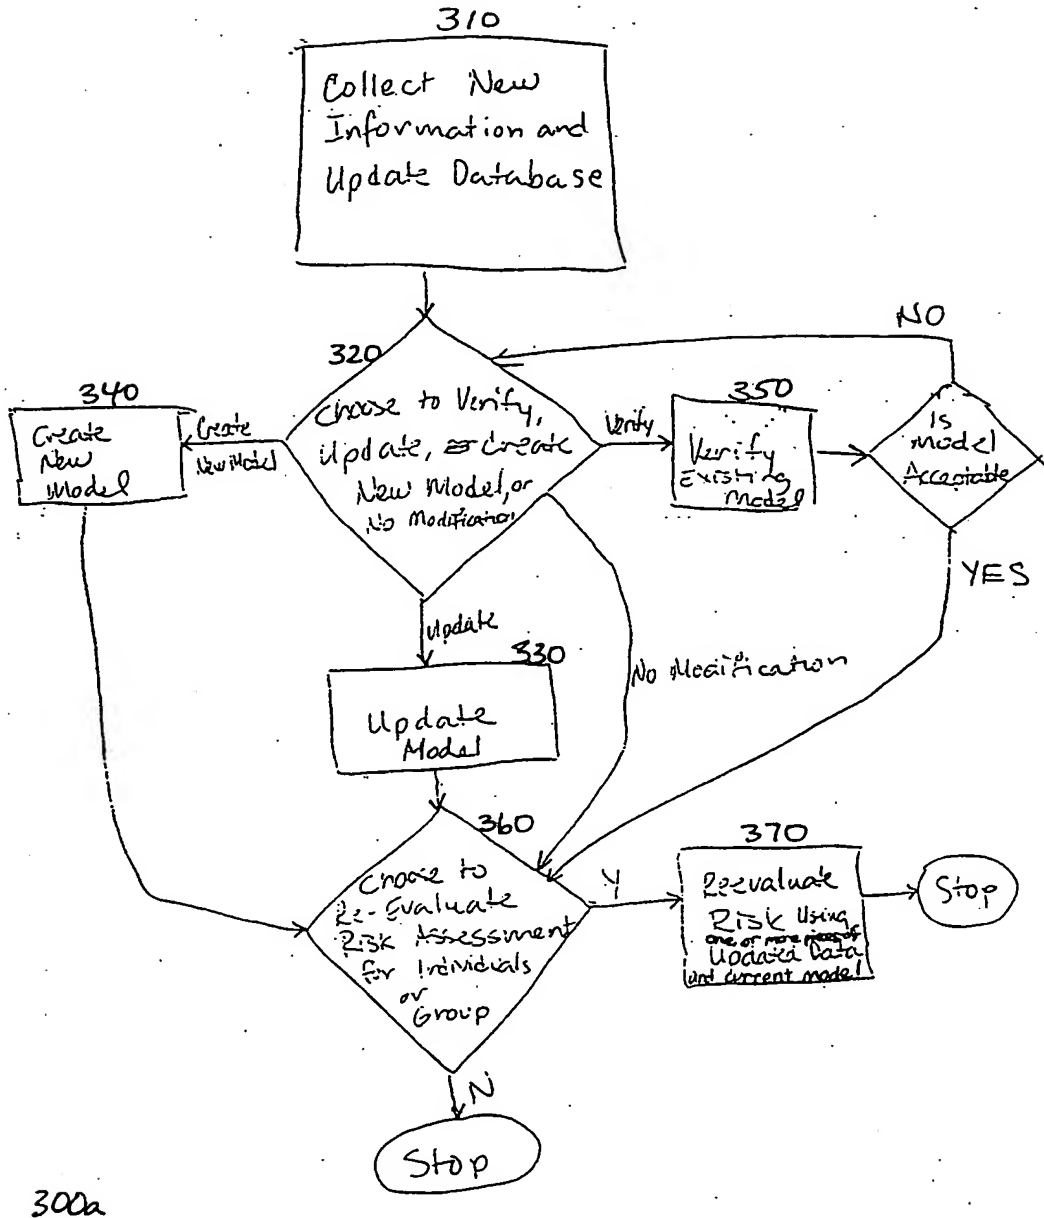 310
Collect New
Information and
Update Database
NO
320
340
350
Create
New
Model
Create
New Model
Choose to Verify,
Update, or Create
New Model, or
No Modification
Verify
Verify
Existing
Model
Is
Model
Acceptable
YES
Update
330
No Modification
Update
Model
360
370
Choose to
Re-Evaluate
Risk Assessment
for Individuals
or
Group
Y
Reevaluate
Risk Using
one or more pieces of
Updated Data
and current model
Stop
N
Stop
300a